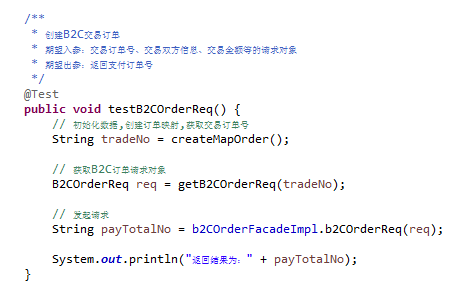 /**
 * 创建B2C交易订单
 * 期望入参：交易订单号、交易双方信息、交易金额等的请求对象
 * 期望出参：返回支付订单号
 */
@Test
public void testB2COrderReq() {
    // 初始化数据,创建订单映射,获取交易订单号
    String tradeNo = createMapOrder();

    // 获取B2C订单请求对象
    B2COrderReq req = getB2COrderReq(tradeNo);

    // 发起请求
    String payTotalNo = b2COrderFacadeImpl.b2COrderReq(req);

    System.out.println("返回结果为：" + payTotalNo);
}